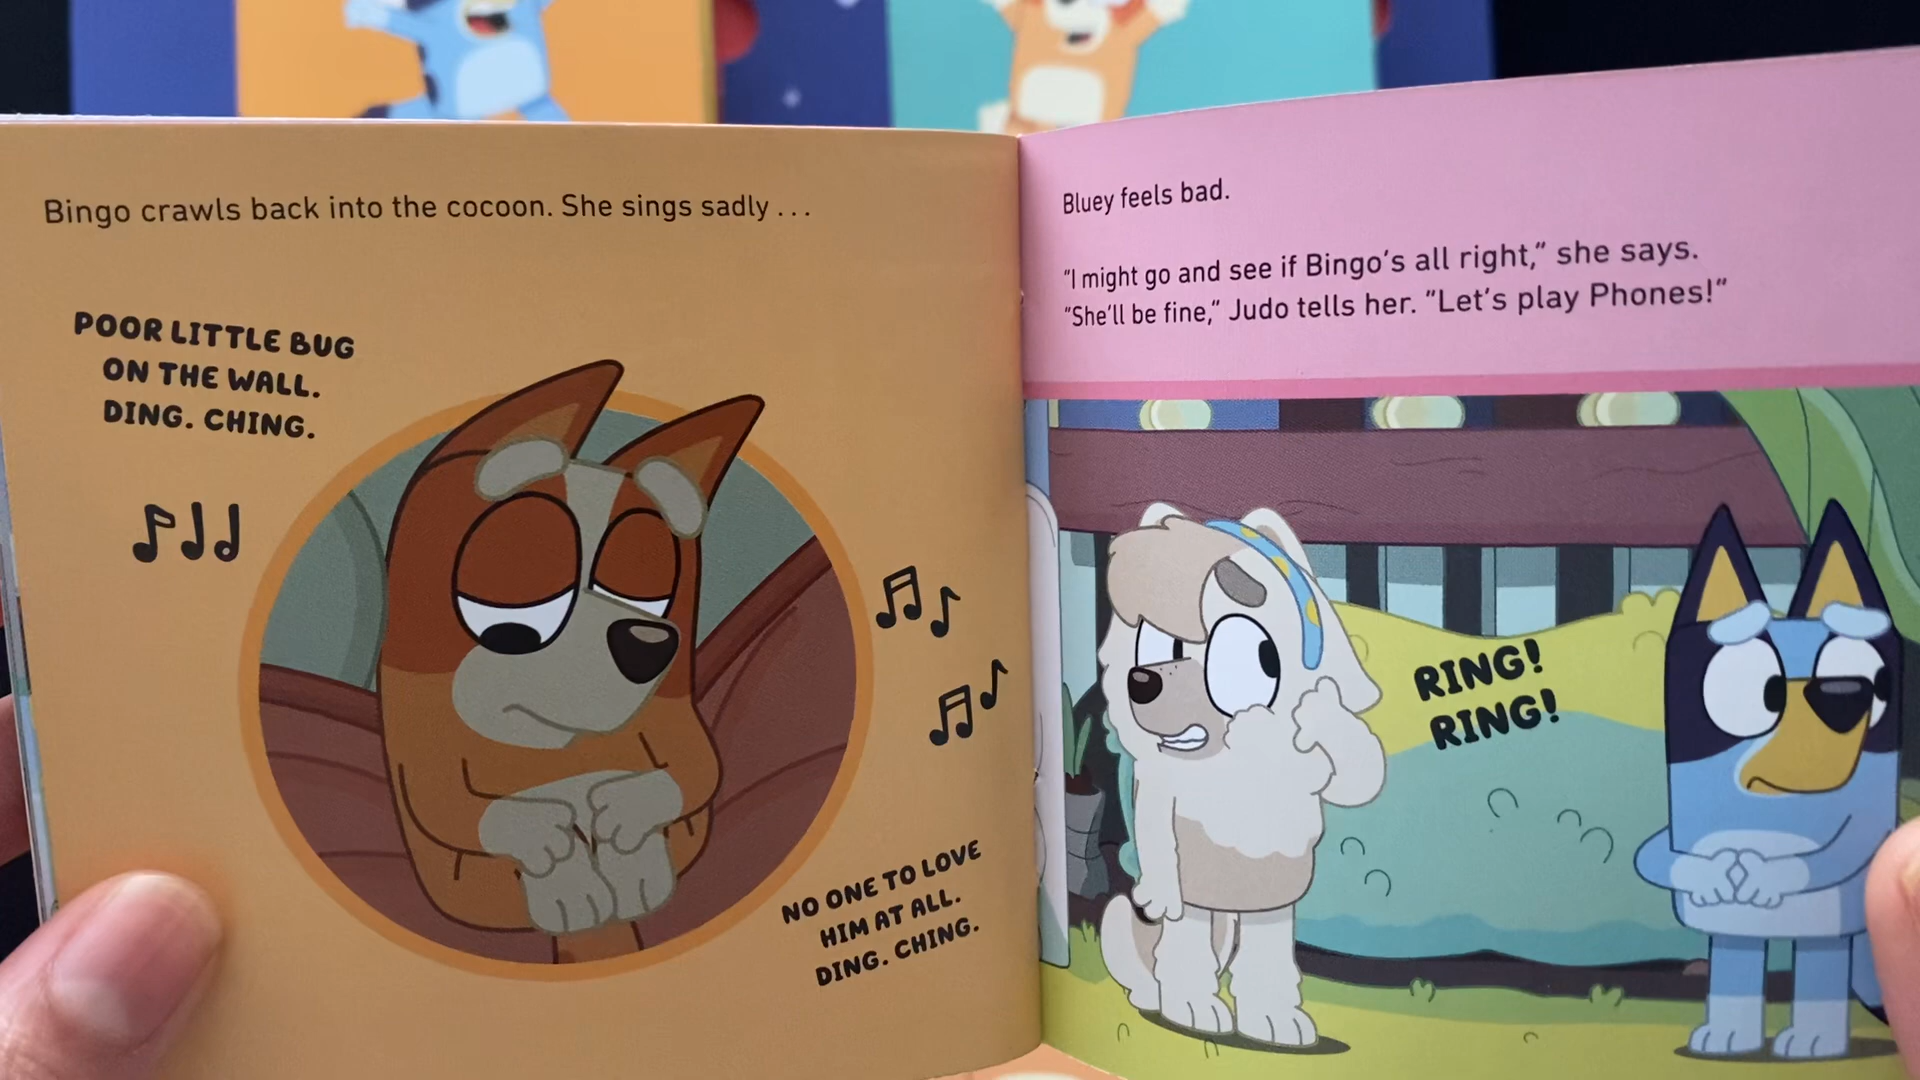 Bingo crawls back into the cocoon. She sings sadly . . .
POOR LITTLE BUG
ON THE WALL.
DING. CHING.
NO ONE TO LOVE
HIM AT ALL.
DING. CHING.
Bluey feels bad.
“I might go and see if Bingo’s all right,” she says.
“She’ll be fine,” Judo tells her. “Let’s play Phones!”
RING!
RING!